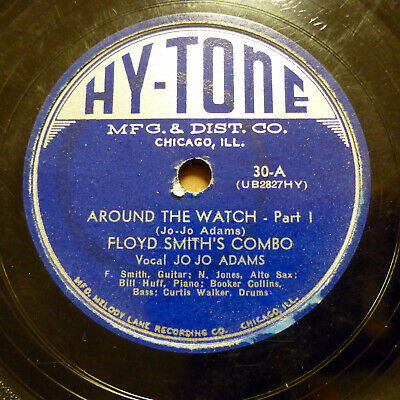 HY-TONE
MFG. & DIST. CO.
CHICAGO, ILL.
30-A
(UB2827HY)
AROUND THE WATCH - Part I
(Jo-Jo Adams)
FLOYD SMITH'S COMBO
Vocal JO JO ADAMS
F. Smith, Guitar; N. Jones, Alto Sax;
Bill Huff, Piano; Booker Collins,
Bass; Curtis Walker, Drums
MFG. MELODY LANE RECORDING CO. CHICAGO, ILL.